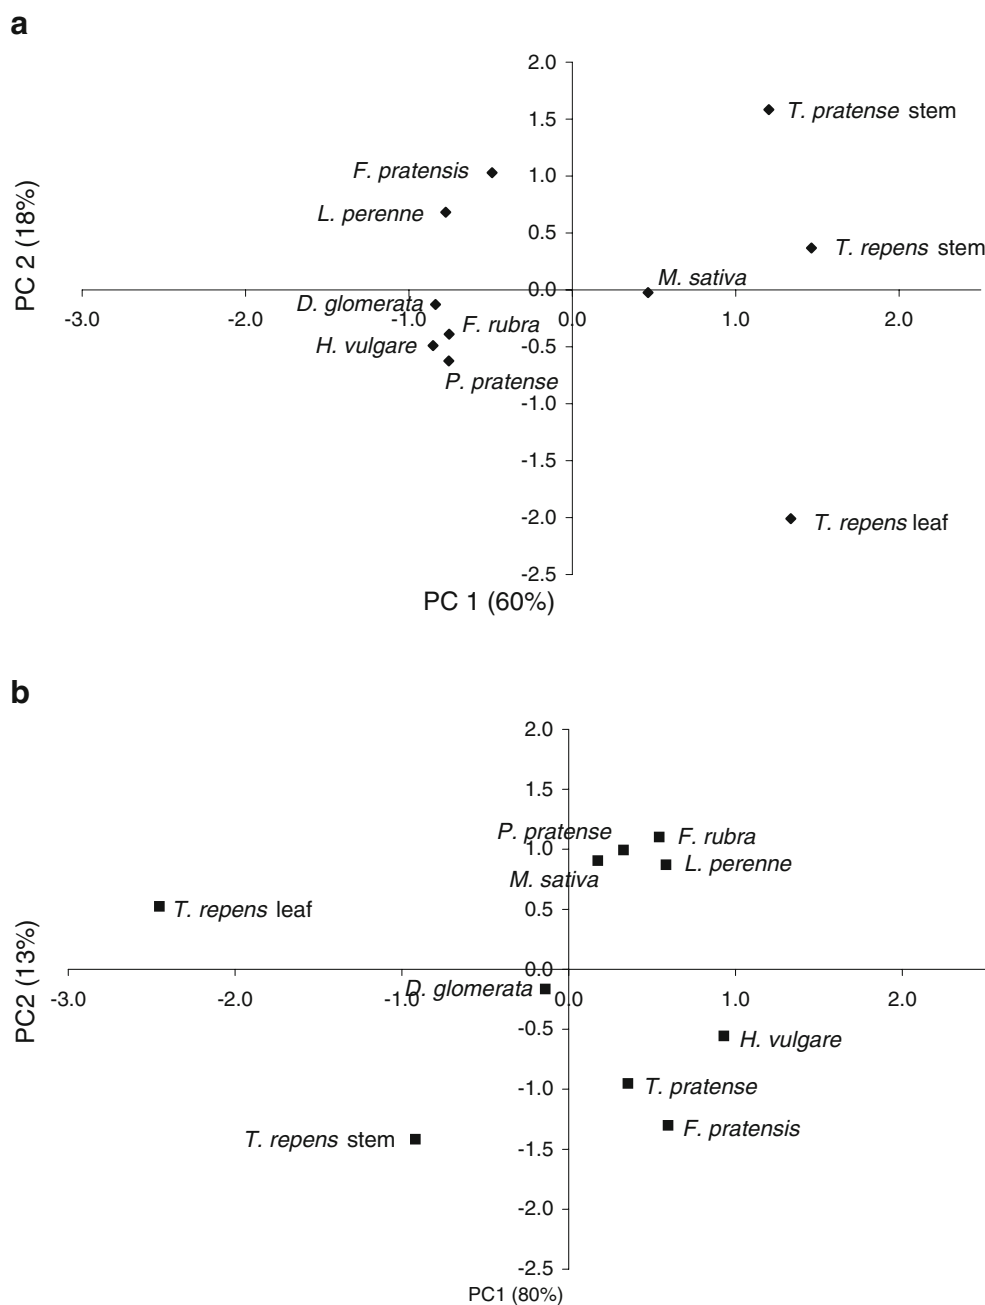 a
2.0
T. pratense stem
1.5
F. pratensis
1.0
L. perenne
0.5
T. repens stem
M. sativa
0.0
-3.0 -2.0 -1.0 0.0 1.0 2.0
D. glomerata
F. rubra
H. vulgare
-0.5
P. pratense
-1.0
-1.5
-2.0
T. repens leaf
-2.5
PC 2 (18%)
PC 1 (60%)
b
2.0
1.5
P. pratense
F. rubra
1.0
L. perenne
M. sativa
0.5
T. repens leaf
0.0
-3.0 -2.0 -1.0 0.0 1.0 2.0
D. glomerata
-0.5
H. vulgare
-1.0
T. pratense
F. pratensis
T. repens stem
-1.5
-2.0
-2.5
PC2 (13%)
PC1 (80%)